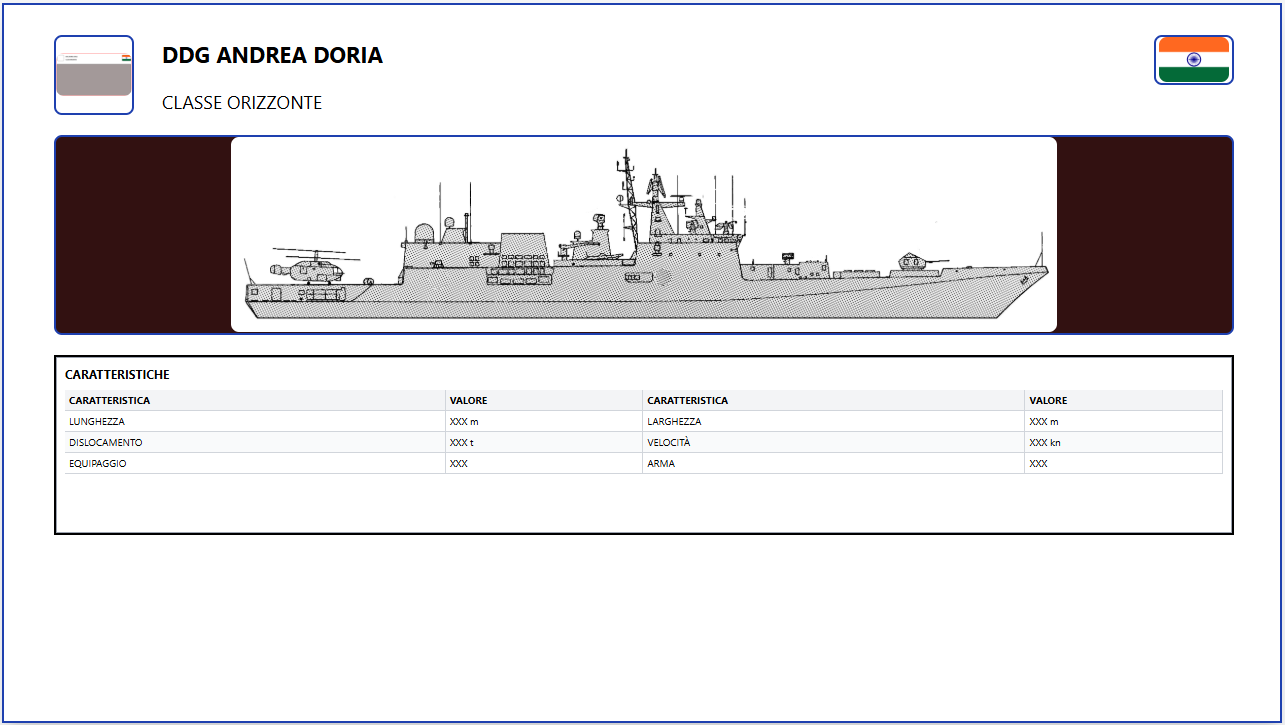 DDG ANDREA DORIA
CLASSE ORIZZONTE
CARATTERISTICHE
CARATTERISTICA VALORE CARATTERISTICA VALORE
LUNGHEZZA XXX m LARGHEZZA XXX m
DISLOCAMENTO XXX t VELOCITÀ XXX kn
EQUIPAGGIO XXX ARMA XXX